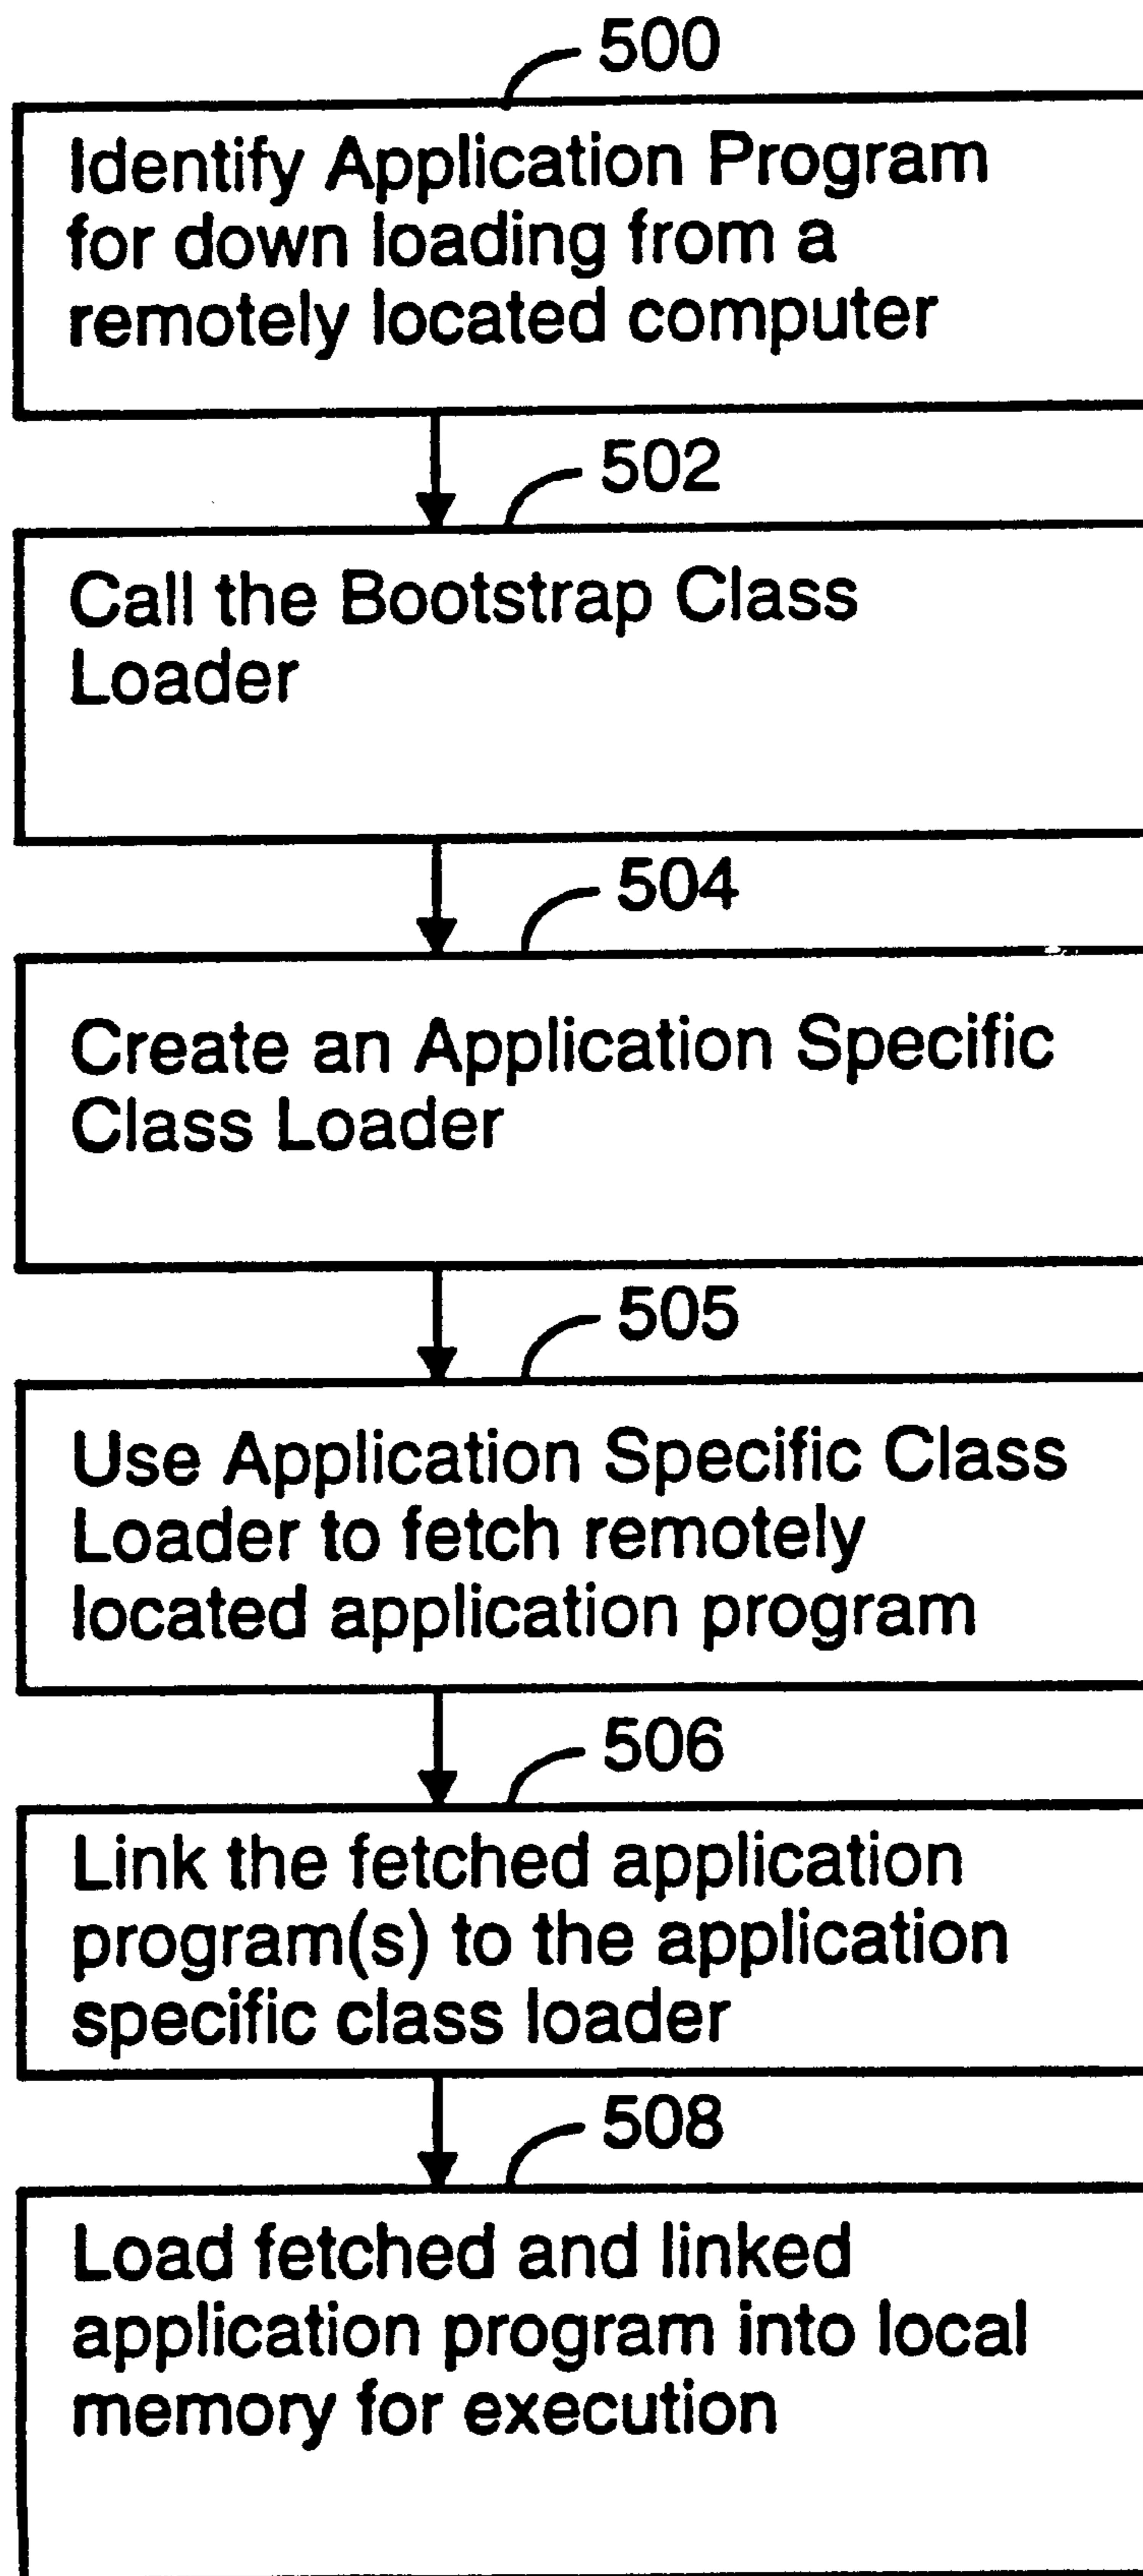 500
Identify Application Program
for down loading from a
remotely located computer
502
Call the Bootstrap Class
Loader
504
Create an Application Specific
Class Loader
505
Use Application Specific Class
Loader to fetch remotely
located application program
506
Link the fetched application
program(s) to the application
specific class loader
508
Load fetched and linked
application program into local
memory for execution